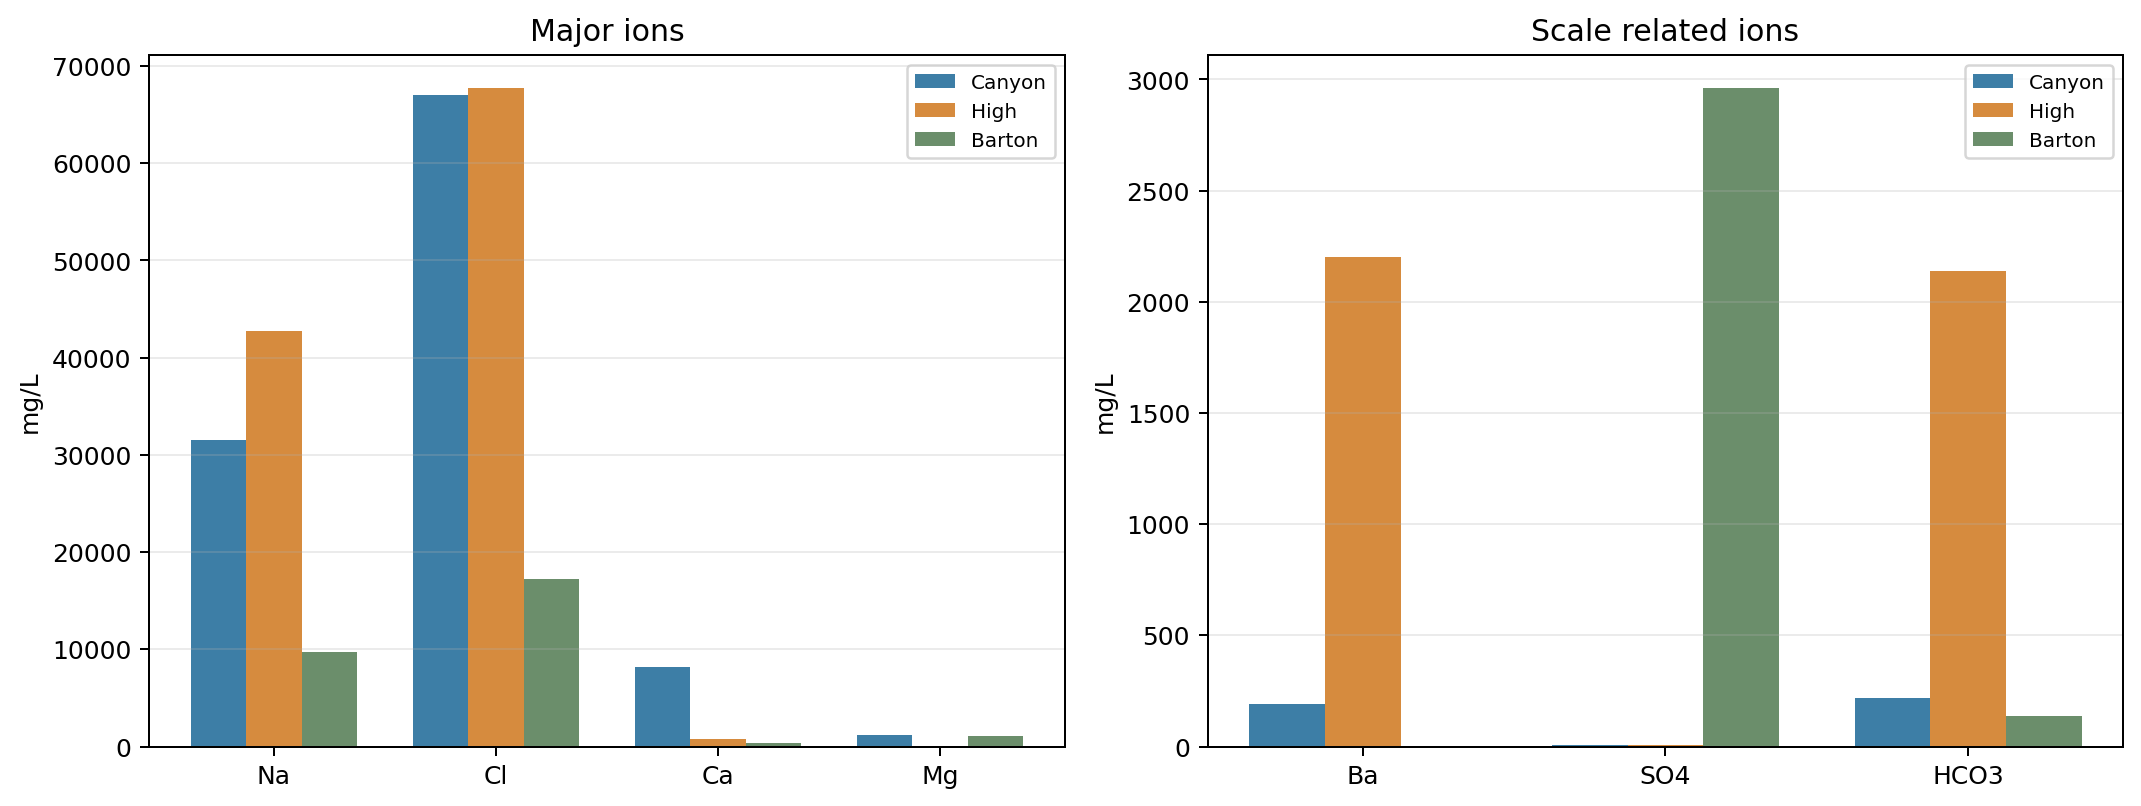 Major ions
mg/L
70000
60000
50000
40000
30000
20000
10000
0
Na
Cl
Ca
Mg
Canyon
High
Barton
Scale related ions
mg/L
3000
2500
2000
1500
1000
500
0
Ba
SO4
HCO3
Canyon
High
Barton